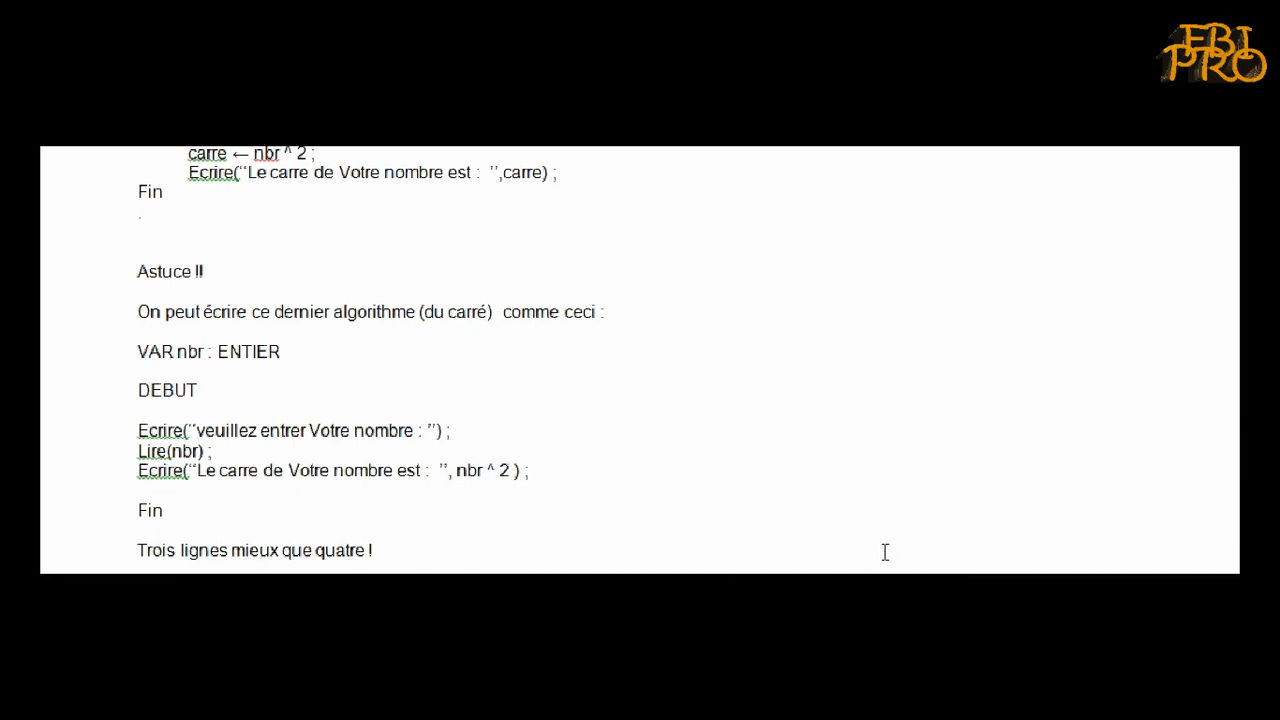 FBI
PRO
carre ← nbr ^ 2 ;
Ecrire(‘‘Le carre de Votre nombre est :  ’’,carre) ;
Fin
.
Astuce !!
On peut écrire ce dernier algorithme (du carré)  comme ceci :
VAR nbr : ENTIER
DEBUT
Ecrire(‘‘veuillez entrer Votre nombre : ’’) ;
Lire(nbr) ;
Ecrire(‘‘Le carre de Votre nombre est :  ’’, nbr ^ 2 ) ;
Fin
Trois lignes mieux que quatre !